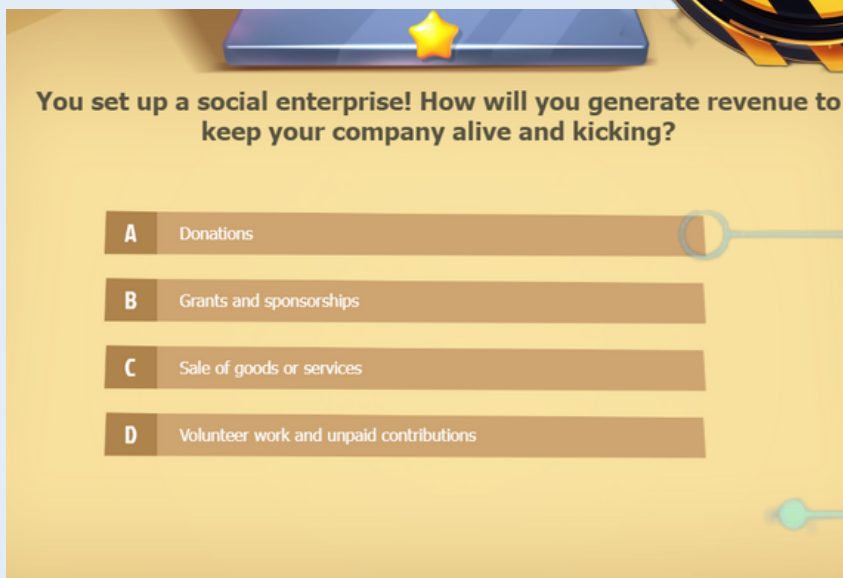 You set up a social enterprise! How will you generate revenue to
keep your company alive and kicking?
A Donations
B Grants and sponsorships
C Sale of goods or services
D Volunteer work and unpaid contributions